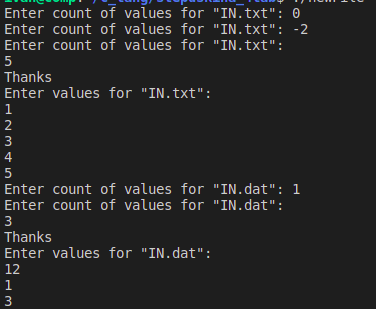 Enter count of values for "IN.txt": 0
Enter count of values for "IN.txt": -2
Enter count of values for "IN.txt":
5
Thanks
Enter values for "IN.txt":
1
2
3
4
5
Enter count of values for "IN.dat": 1
Enter count of values for "IN.dat":
3
Thanks
Enter values for "IN.dat":
12
1
3